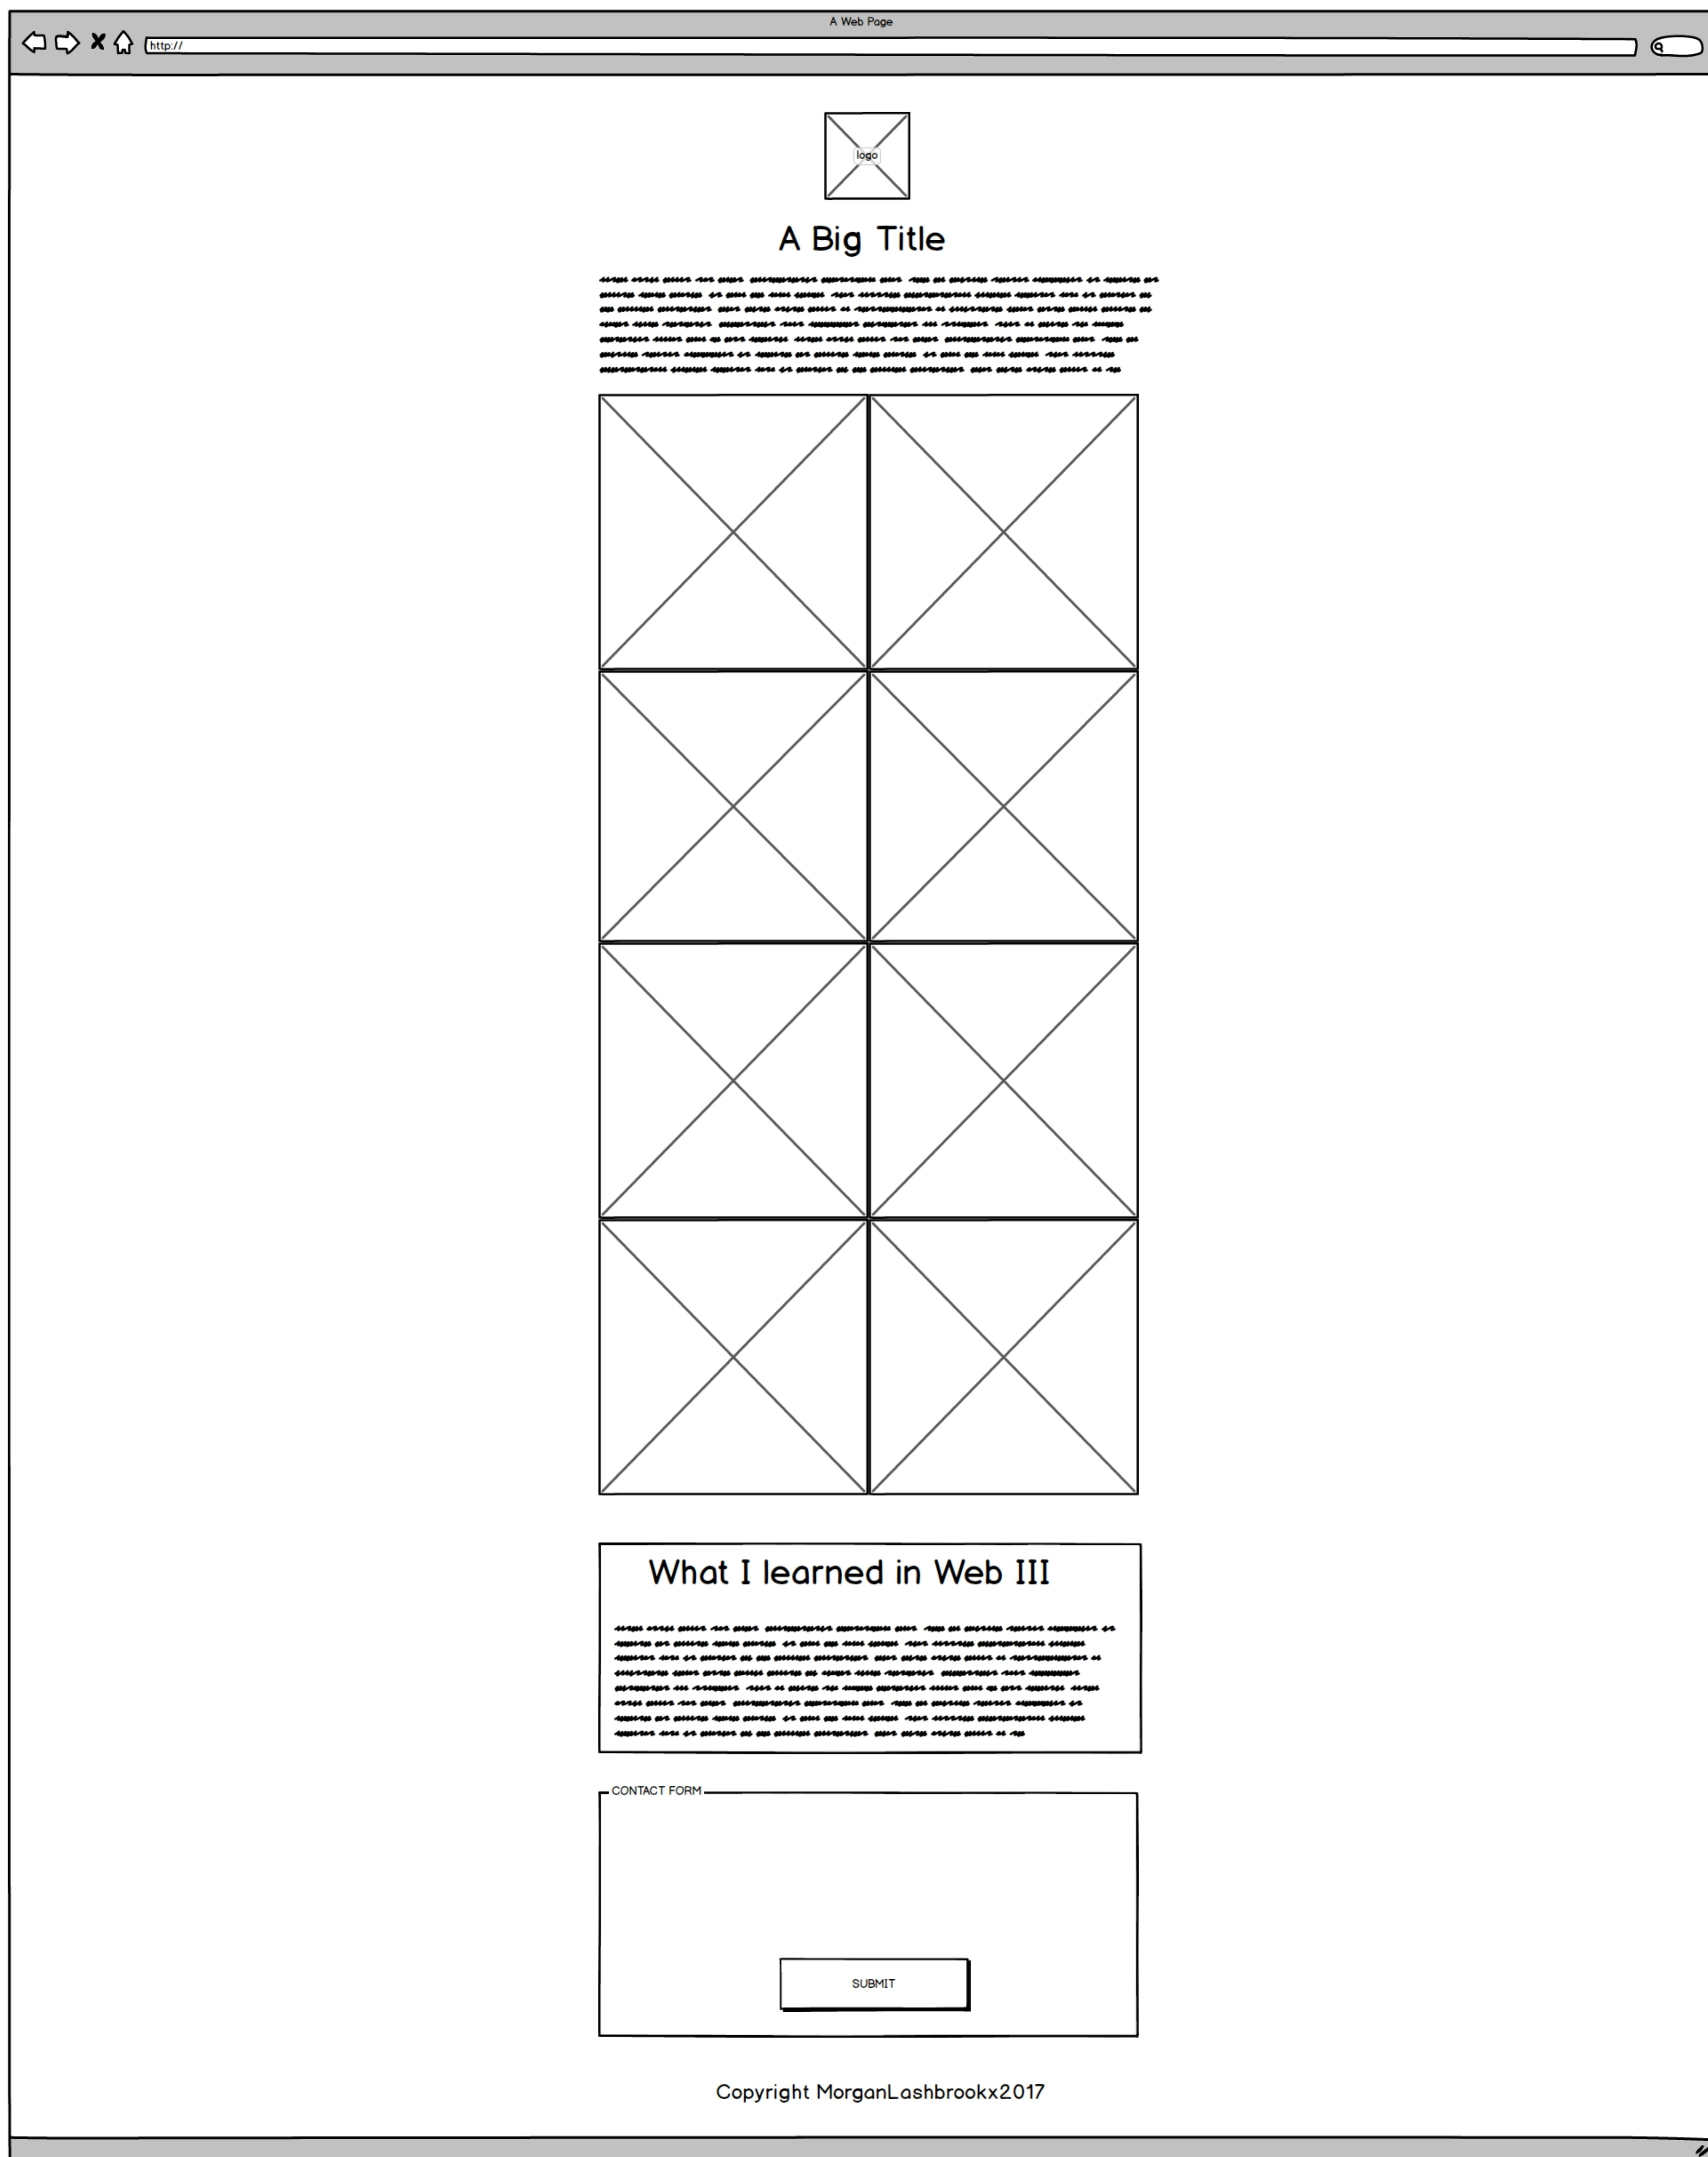 A Web Page
http://
logo
A Big Title
What I learned in Web III
CONTACT FORM
SUBMIT
Copyright MorganLashbrookx2017